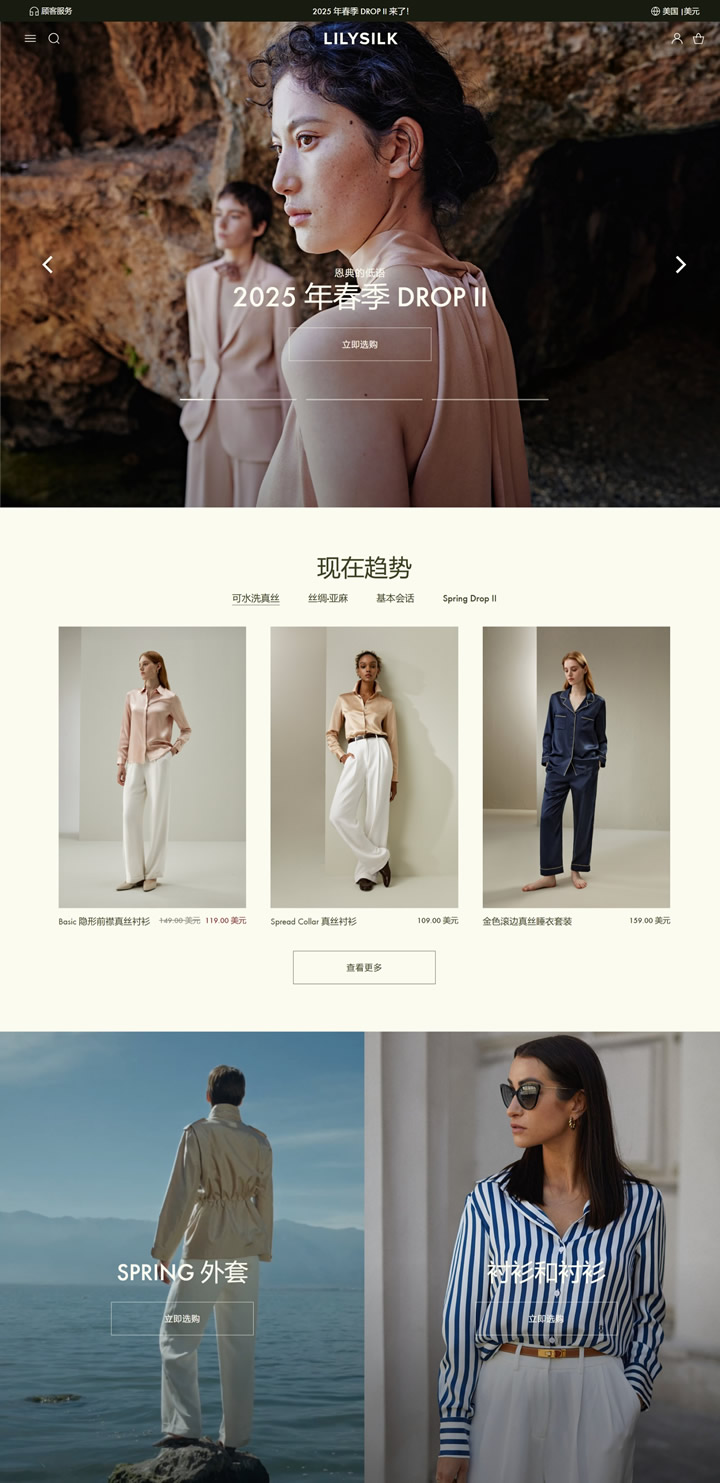 顾客服务
2025 年春季 DROP II 来了!
美国 |美元
LILYSILK
恩典的低语
2025 年春季 DROP II
立即选购
现在趋势
可水洗真丝 丝绸-亚麻 基本会话 Spring Drop II
Basic 隐形前襟真丝衬衫 149.00 美元 119.00 美元
Spread Collar 真丝衬衫 109.00 美元
金色滚边真丝睡衣套装 159.00 美元
查看更多
SPRING 外套
立即选购
衬衫和衬衫
立即选购